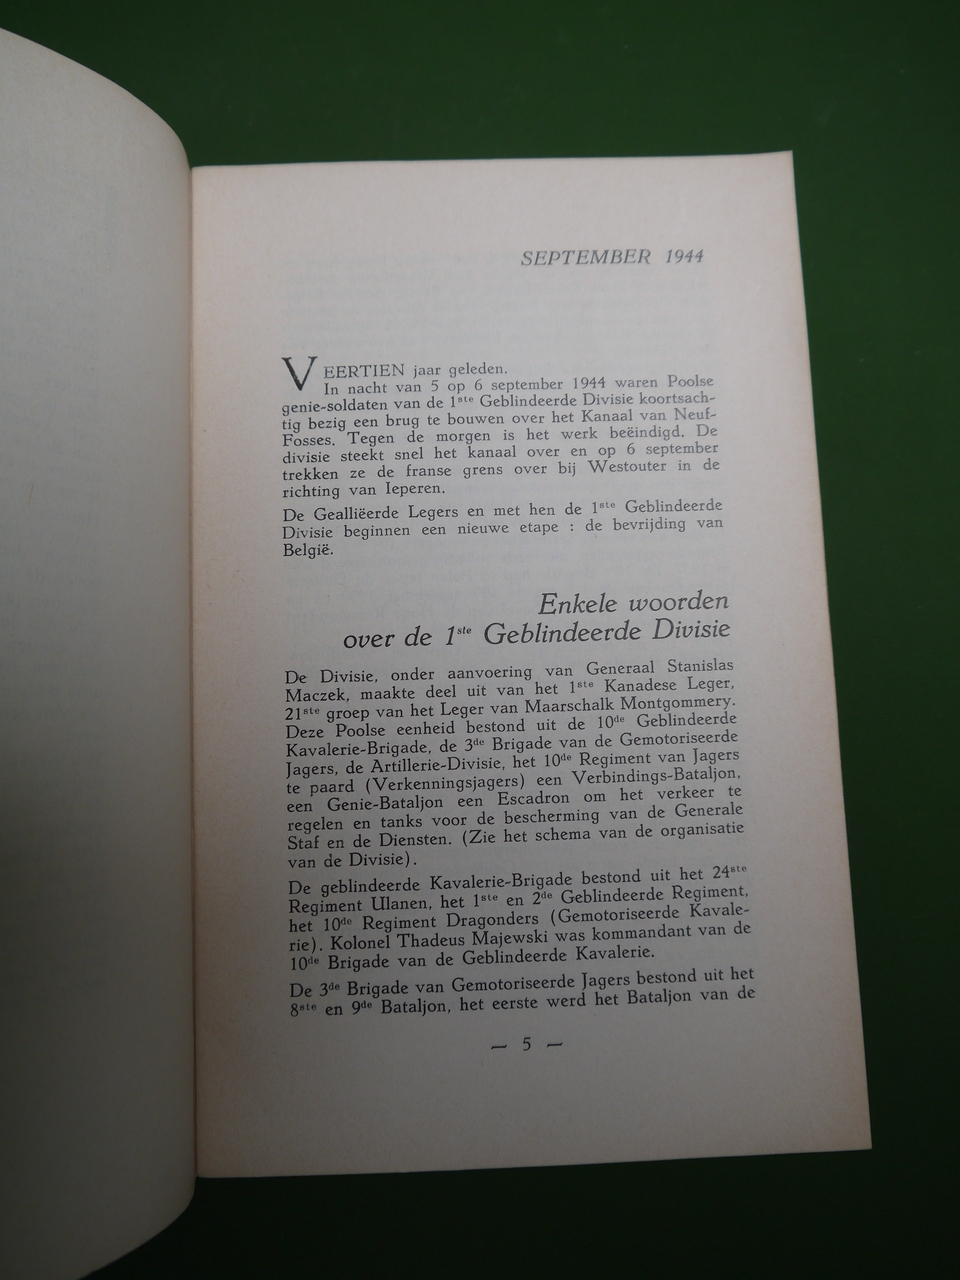 SEPTEMBER 1944
VEERTIEN jaar geleden.
In nacht van 5 op 6 september 1944 waren Poolse
genie-soldaten van de 1ste Geblindeerde Divisie koortsach-
tig bezig een brug te bouwen over het Kanaal van Neuf-
Fosses. Tegen de morgen is het werk beëindigd. De
divisie steekt snel het kanaal over en op 6 september
trekken ze de franse grens over bij Westouter in de
richting van Ieperen.
De Gealliëerde Legers en met hen de 1ste Geblindeerde
Divisie beginnen een nieuwe etape : de bevrijding van
België.
Enkele woorden
over de 1ste Geblindeerde Divisie
De Divisie, onder aanvoering van Generaal Stanislas
Maczek, maakte deel uit van het 1ste Kanadese Leger,
21ste groep van het Leger van Maarschalk Montgommery.
Deze Poolse eenheid bestond uit de 10de Geblindeerde
Kavalerie-Brigade, de 3de Brigade van de Gemotoriseerde
Jagers, de Artillerie-Divisie, het 10de Regiment van Jagers
te paard (Verkenningsjagers) een Verbindings-Bataljon,
een Genie-Bataljon een Escadron om het verkeer te
regelen en tanks voor de bescherming van de Generale
Staf en de Diensten. (Zie het schema van de organisatie
van de Divisie).
De geblindeerde Kavalerie-Brigade bestond uit het 24ste
Regiment Ulanen, het 1ste en 2de Geblindeerde Regiment,
het 10de Regiment Dragonders (Gemotoriseerde Kavale-
rie). Kolonel Thadeus Majewski was kommandant van de
10de Brigade van de Geblindeerde Kavalerie.
De 3de Brigade van Gemotoriseerde Jagers bestond uit het
8ste en 9de Bataljon, het eerste werd het Bataljon van de
— 5 —